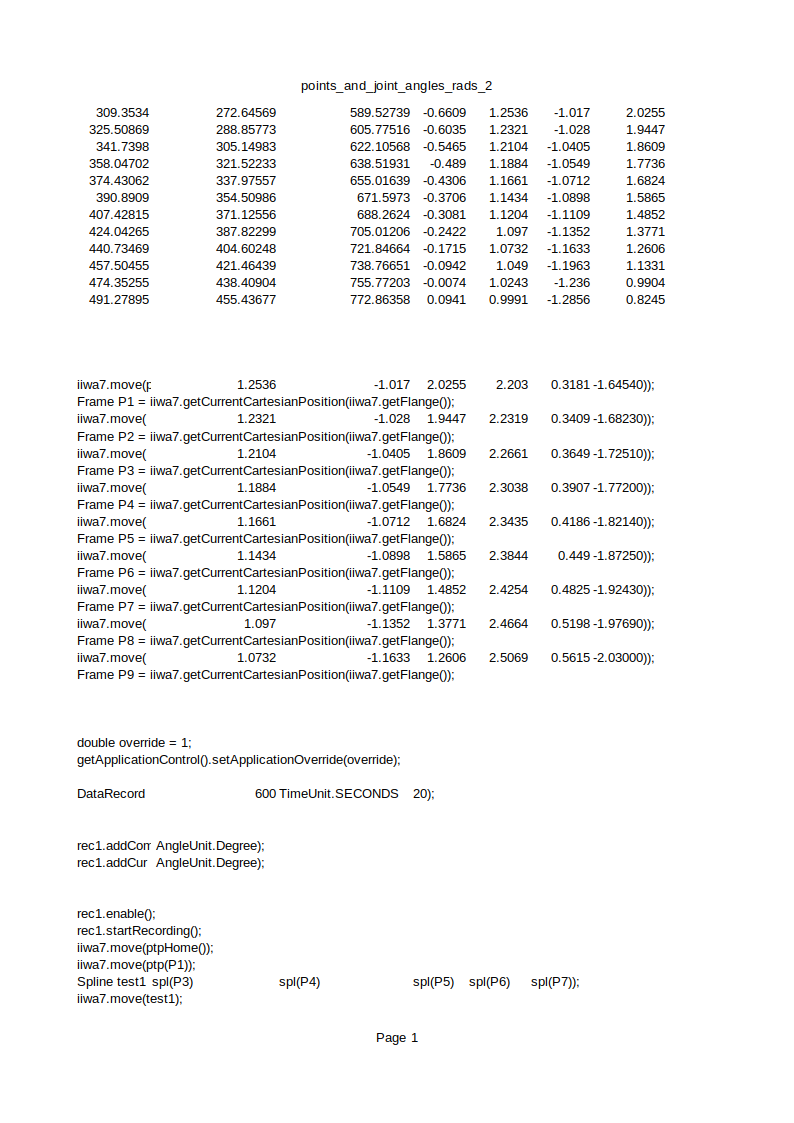 points_and_joint_angles_rads_2
309.3534 272.64569 589.52739 -0.6609 1.2536 -1.017 2.0255
325.50869 288.85773 605.77516 -0.6035 1.2321 -1.028 1.9447
341.7398 305.14983 622.10568 -0.5465 1.2104 -1.0405 1.8609
358.04702 321.52233 638.51931 -0.489 1.1884 -1.0549 1.7736
374.43062 337.97557 655.01639 -0.4306 1.1661 -1.0712 1.6824
390.8909 354.50986 671.5973 -0.3706 1.1434 -1.0898 1.5865
407.42815 371.12556 688.2624 -0.3081 1.1204 -1.1109 1.4852
424.04265 387.82299 705.01206 -0.2422 1.097 -1.1352 1.3771
440.73469 404.60248 721.84664 -0.1715 1.0732 -1.1633 1.2606
457.50455 421.46439 738.76651 -0.0942 1.049 -1.1963 1.1331
474.35255 438.40904 755.77203 -0.0074 1.0243 -1.236 0.9904
491.27895 455.43677 772.86358 0.0941 0.9991 -1.2856 0.8245
iiwa7.move(p 1.2536 -1.017 2.0255 2.203 0.3181 -1.64540));
Frame P1 = iiwa7.getCurrentCartesianPosition(iiwa7.getFlange());
iiwa7.move( 1.2321 -1.028 1.9447 2.2319 0.3409 -1.68230));
Frame P2 = iiwa7.getCurrentCartesianPosition(iiwa7.getFlange());
iiwa7.move( 1.2104 -1.0405 1.8609 2.2661 0.3649 -1.72510));
Frame P3 = iiwa7.getCurrentCartesianPosition(iiwa7.getFlange());
iiwa7.move( 1.1884 -1.0549 1.7736 2.3038 0.3907 -1.77200));
Frame P4 = iiwa7.getCurrentCartesianPosition(iiwa7.getFlange());
iiwa7.move( 1.1661 -1.0712 1.6824 2.3435 0.4186 -1.82140));
Frame P5 = iiwa7.getCurrentCartesianPosition(iiwa7.getFlange());
iiwa7.move( 1.1434 -1.0898 1.5865 2.3844 0.449 -1.87250));
Frame P6 = iiwa7.getCurrentCartesianPosition(iiwa7.getFlange());
iiwa7.move( 1.1204 -1.1109 1.4852 2.4254 0.4825 -1.92430));
Frame P7 = iiwa7.getCurrentCartesianPosition(iiwa7.getFlange());
iiwa7.move( 1.097 -1.1352 1.3771 2.4664 0.5198 -1.97690));
Frame P8 = iiwa7.getCurrentCartesianPosition(iiwa7.getFlange());
iiwa7.move( 1.0732 -1.1633 1.2606 2.5069 0.5615 -2.03000));
Frame P9 = iiwa7.getCurrentCartesianPosition(iiwa7.getFlange());
double override = 1;
getApplicationControl().setApplicationOverride(override);
DataRecord 600 TimeUnit.SECONDS 20);
rec1.addCom AngleUnit.Degree);
rec1.addCur AngleUnit.Degree);
rec1.enable();
rec1.startRecording();
iiwa7.move(ptpHome());
iiwa7.move(ptp(P1));
Spline test1 spl(P3) spl(P4) spl(P5) spl(P6) spl(P7));
iiwa7.move(test1);
Page 1